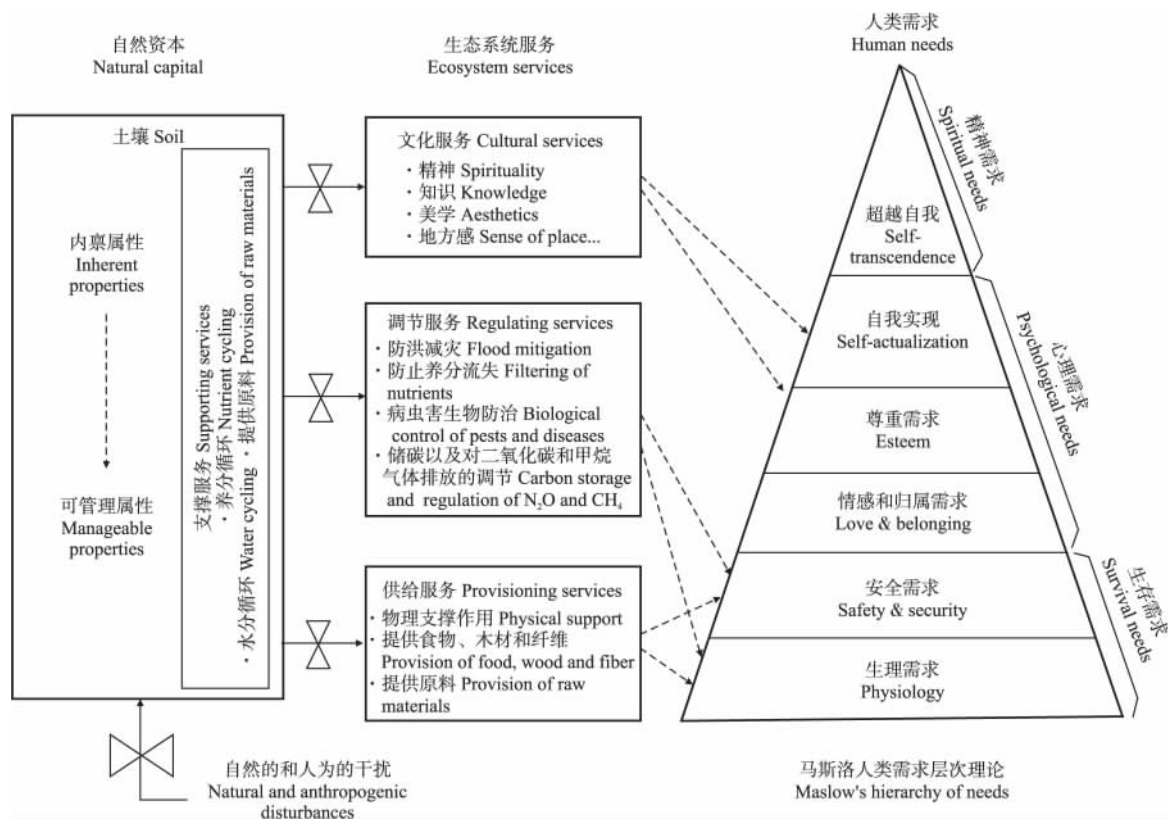 自然资本
Natural capital
生态系统服务
Ecosystem services
人类需求
Human needs
土壤 Soil
内禀属性
Inherent
properties
可管理属性
Manageable
properties
支撑服务 Supporting services
·养分循环 Nutrient cycling
·水分循环 Water cycling ·提供原料 Provision of raw materials
文化服务 Cultural services
·精神 Spirituality
·知识 Knowledge
·美学 Aesthetics
·地方感 Sense of place...
调节服务 Regulating services
·防洪减灾 Flood mitigation
·防止养分流失 Filtering of
nutrients
·病虫害生物防治 Biological
control of pests and diseases
·储碳以及对二氧化碳和甲烷
气体排放的调节 Carbon storage
and regulation of N₂O and CH₄
供给服务 Provisioning services
·物理支撑作用 Physical support
·提供食物、木材和纤维
Provision of food, wood and fiber
·提供原料 Provision of raw
materials
自然的和人为的干扰
Natural and anthropogenic
disturbances
超越自我
Self-
transcendence
自我实现
Self-actualization
尊重需求
Esteem
情感和归属需求
Love & belonging
安全需求
Safety & security
生理需求
Physiology
精神需求
Spiritual needs
心理需求
Psychological needs
生存需求
Survival needs
马斯洛人类需求层次理论
Maslow's hierarchy of needs